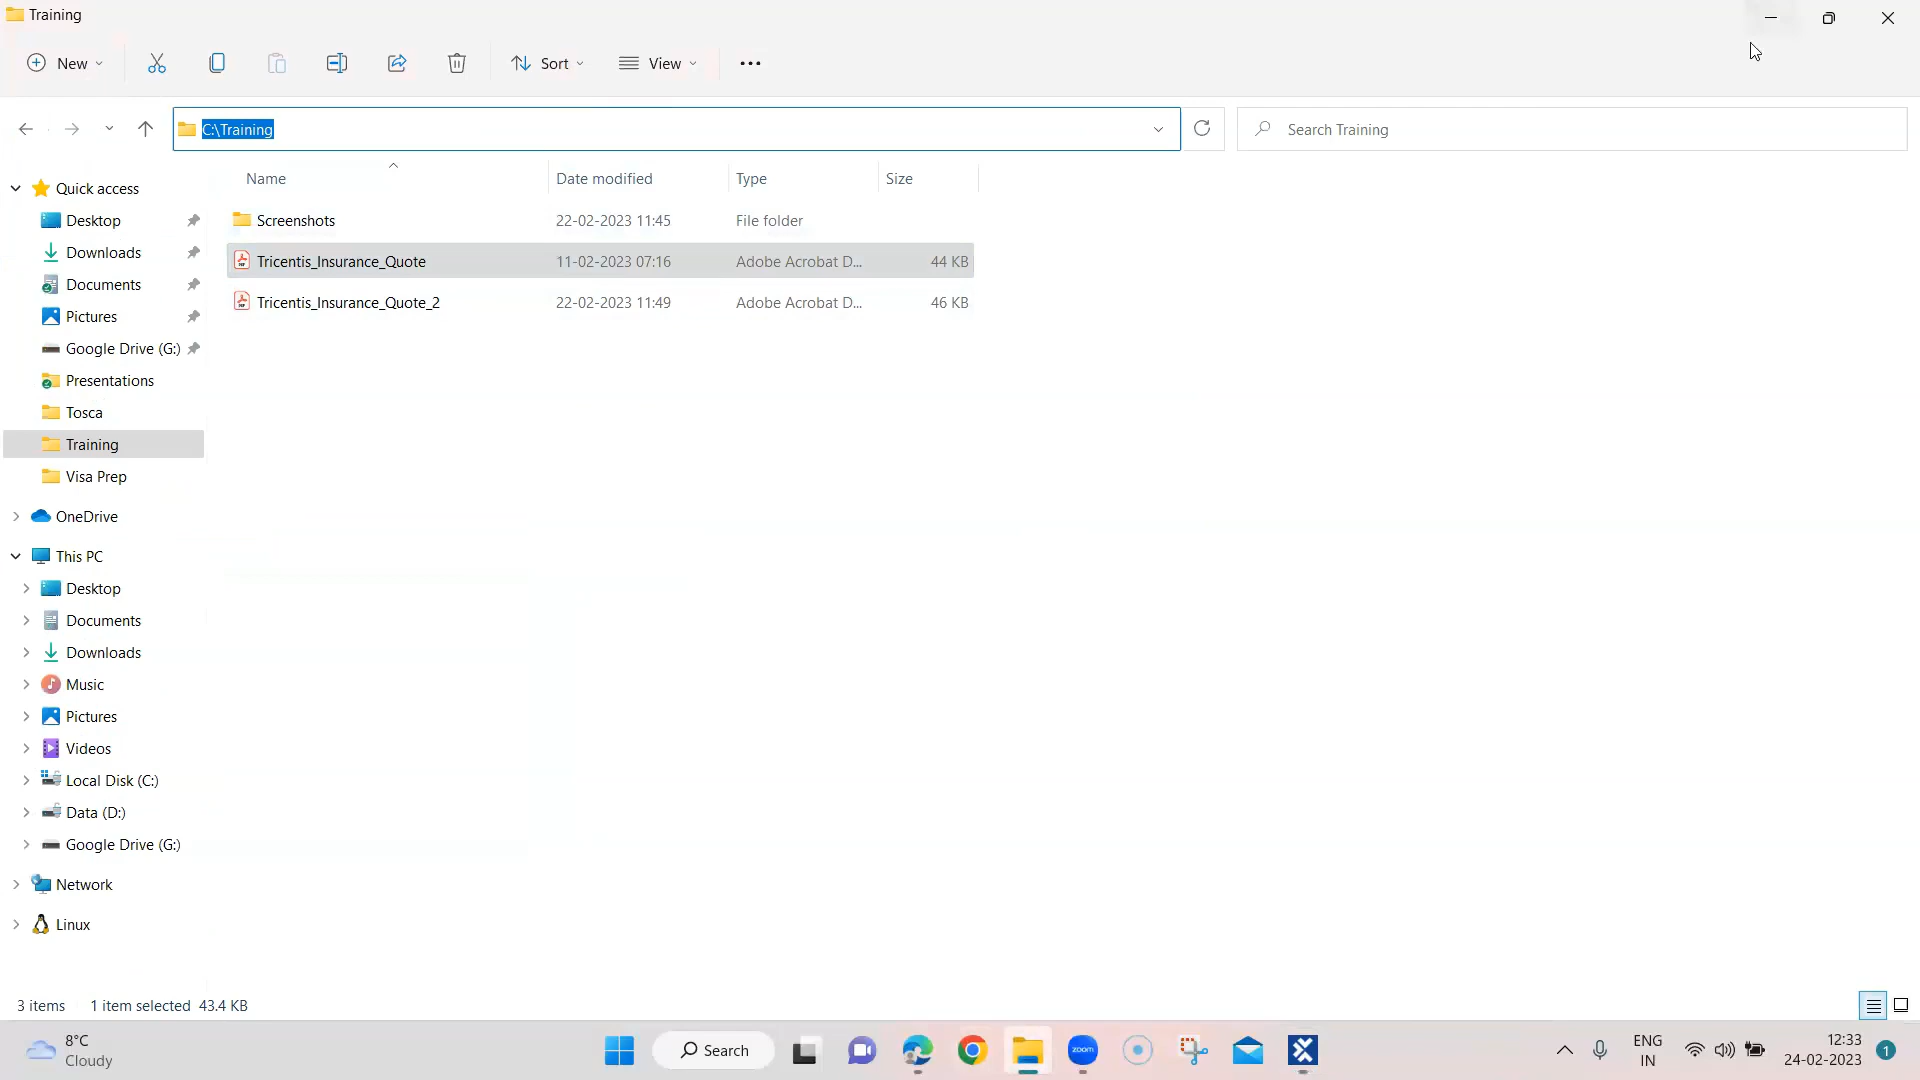 Training
New
Sort
View
C:\Training
Search Training
Name
Date modified
Type
Size
Quick access
Desktop
Downloads
Documents
Pictures
Google Drive (G:)
Presentations
Tosca
Training
Visa Prep
OneDrive
This PC
Desktop
Documents
Downloads
Music
Pictures
Videos
Local Disk (C:)
Data (D:)
Google Drive (G:)
Network
Linux
Screenshots 22-02-2023 11:45 File folder
Tricentis_Insurance_Quote 11-02-2023 07:16 Adobe Acrobat D... 44 KB
Tricentis_Insurance_Quote_2 22-02-2023 11:49 Adobe Acrobat D... 46 KB
3 items 1 item selected 43.4 KB
8°C
Cloudy
Search
zoom
ENG
IN
12:33
24-02-2023
1